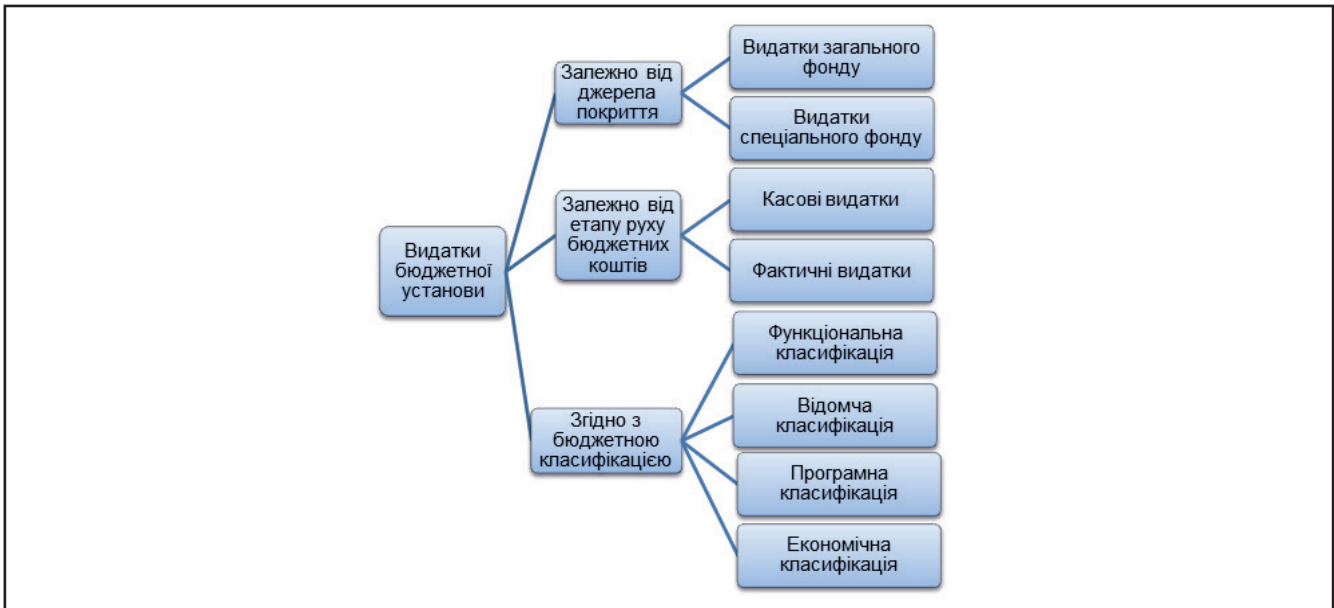 Видатки
бюджетної
установи
Залежно від
джерела
покриття
Видатки загального
фонду
Видатки
спеціального фонду
Залежно від
етапу руху
бюджетних
коштів
Касові видатки
Фактичні видатки
Згідно з
бюджетною
класифікацією
Функціональна
класифікація
Відомча
класифікація
Програмна
класифікація
Економічна
класифікація